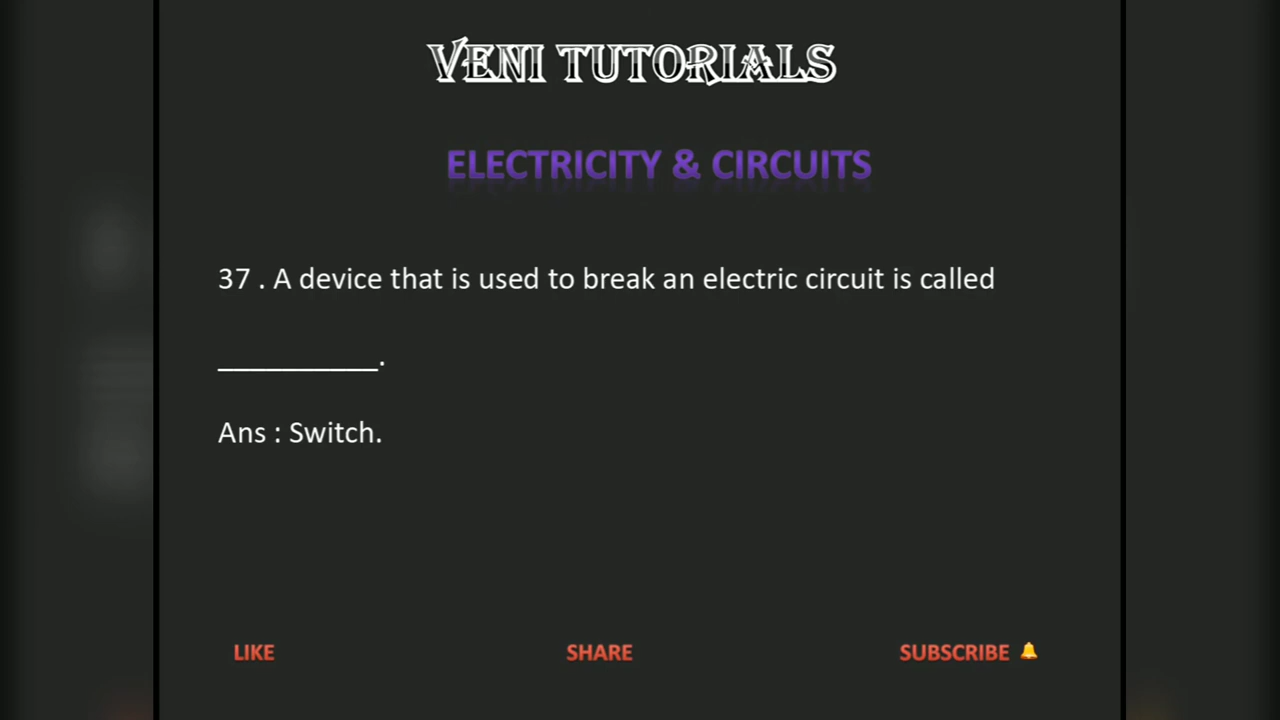 VENI TUTORIALS
ELECTRICITY & CIRCUITS
37 . A device that is used to break an electric circuit is called
__________.
Ans : Switch.
LIKE SHARE SUBSCRIBE 🔔